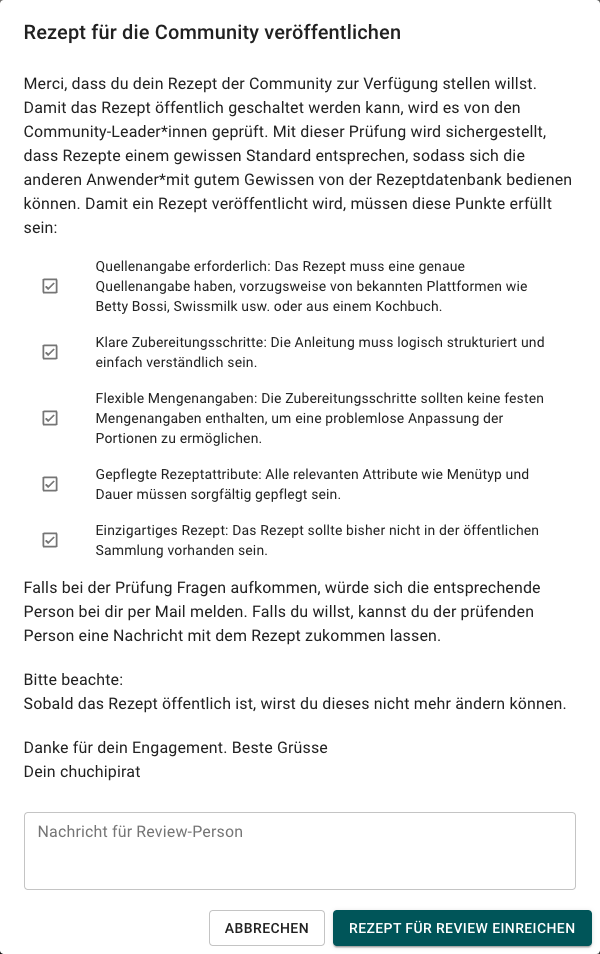 Rezept für die Community veröffentlichen
Merci, dass du dein Rezept der Community zur Verfügung stellen willst.
Damit das Rezept öffentlich geschaltet werden kann, wird es von den
Community-Leader*innen geprüft. Mit dieser Prüfung wird sichergestellt,
dass Rezepte einem gewissen Standard entsprechen, sodass sich die
anderen Anwender*mit gutem Gewissen von der Rezeptdatenbank bedienen
können. Damit ein Rezept veröffentlicht wird, müssen diese Punkte erfüllt
sein:
Quellenangabe erforderlich: Das Rezept muss eine genaue
Quellenangabe haben, vorzugsweise von bekannten Plattformen wie
Betty Bossi, Swissmilk usw. oder aus einem Kochbuch.
Klare Zubereitungsschritte: Die Anleitung muss logisch strukturiert und
einfach verständlich sein.
Flexible Mengenangaben: Die Zubereitungsschritte sollten keine festen
Mengenangaben enthalten, um eine problemlose Anpassung der
Portionen zu ermöglichen.
Gepflegte Rezeptattribute: Alle relevanten Attribute wie Menütyp und
Dauer müssen sorgfältig gepflegt sein.
Einzigartiges Rezept: Das Rezept sollte bisher nicht in der öffentlichen
Sammlung vorhanden sein.
Falls bei der Prüfung Fragen aufkommen, würde sich die entsprechende
Person bei dir per Mail melden. Falls du willst, kannst du der prüfenden
Person eine Nachricht mit dem Rezept zukommen lassen.
Bitte beachte:
Sobald das Rezept öffentlich ist, wirst du dieses nicht mehr ändern können.
Danke für dein Engagement. Beste Grüsse
Dein chuchipirat
Nachricht für Review-Person
ABBRECHEN
REZEPT FÜR REVIEW EINREICHEN